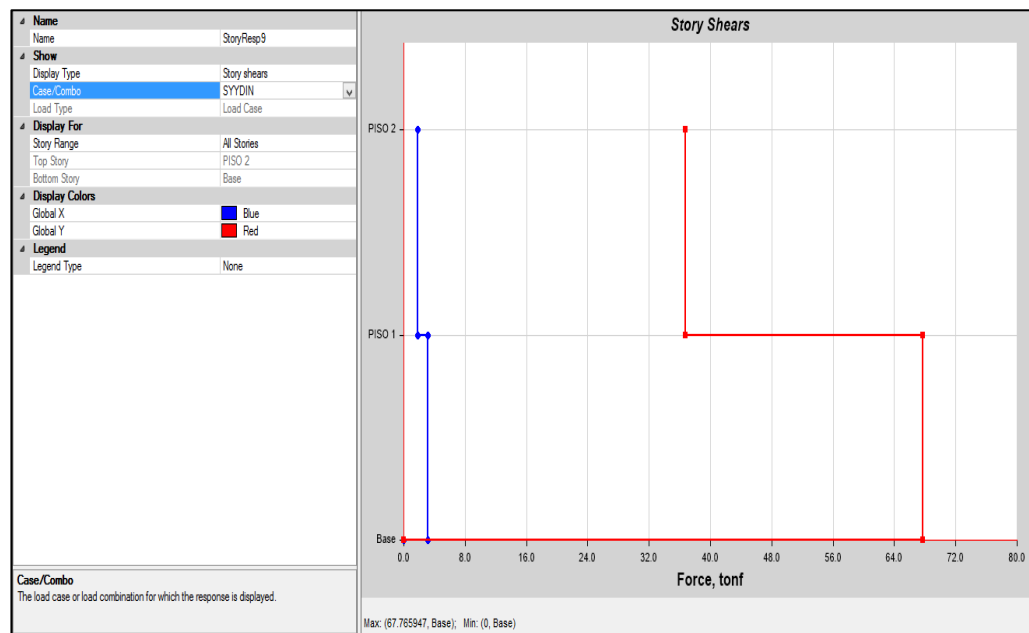 Name
Name StoryResp9
Show
Display Type Story shears
Case/Combo SYYDIN
Load Type Load Case
Display For
Story Range All Stories
Top Story PISO 2
Bottom Story Base
Display Colors
Global X Blue
Global Y Red
Legend
Legend Type None
Case/Combo
The load case or load combination for which the response is displayed.
Story Shears
PISO 2
PISO 1
Base
0.0 8.0 16.0 24.0 32.0 40.0 48.0 56.0 64.0 72.0 80.0
Force, tonf
Max: (67.765947, Base); Min: (0, Base)